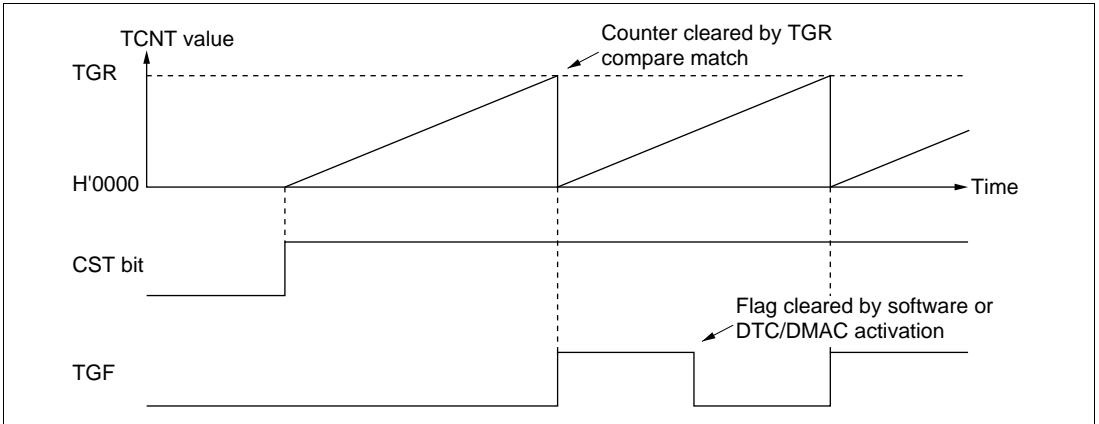 TCNT value
Counter cleared by TGR
compare match
TGR
H'0000
Time
CST bit
Flag cleared by software or
DTC/DMAC activation
TGF